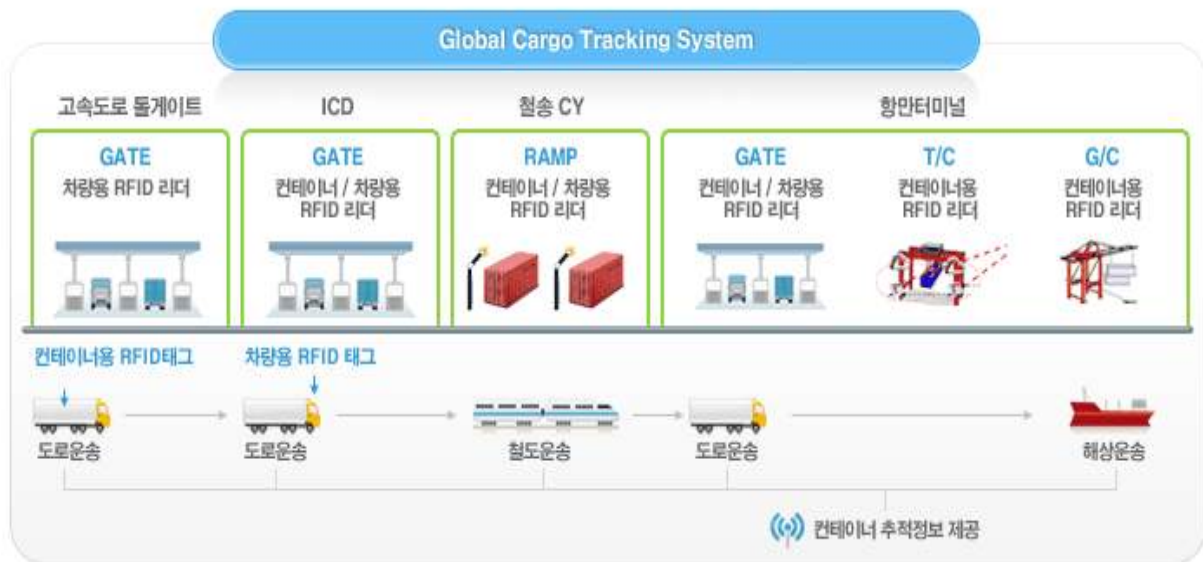 Global Cargo Tracking System
고속도로 톨게이트
ICD
철송 CY
항만터미널
GATE
차량용 RFID 리더
GATE
컨테이너 / 차량용
RFID 리더
RAMP
컨테이너 / 차량용
RFID 리더
GATE
컨테이너 / 차량용
RFID 리더
T/C
컨테이너용
RFID 리더
G/C
컨테이너용
RFID 리더
컨테이너용 RFID태그
차량용 RFID 태그
도로운송
도로운송
철도운송
도로운송
해상운송
컨테이너 추적정보 제공